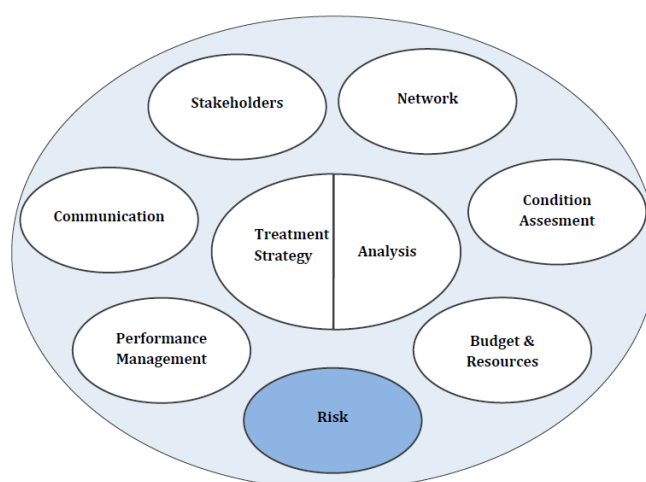 Stakeholders
Network
Communication
Condition
Assesment
Treatment
Strategy
Analysis
Performance
Management
Budget &
Resources
Risk